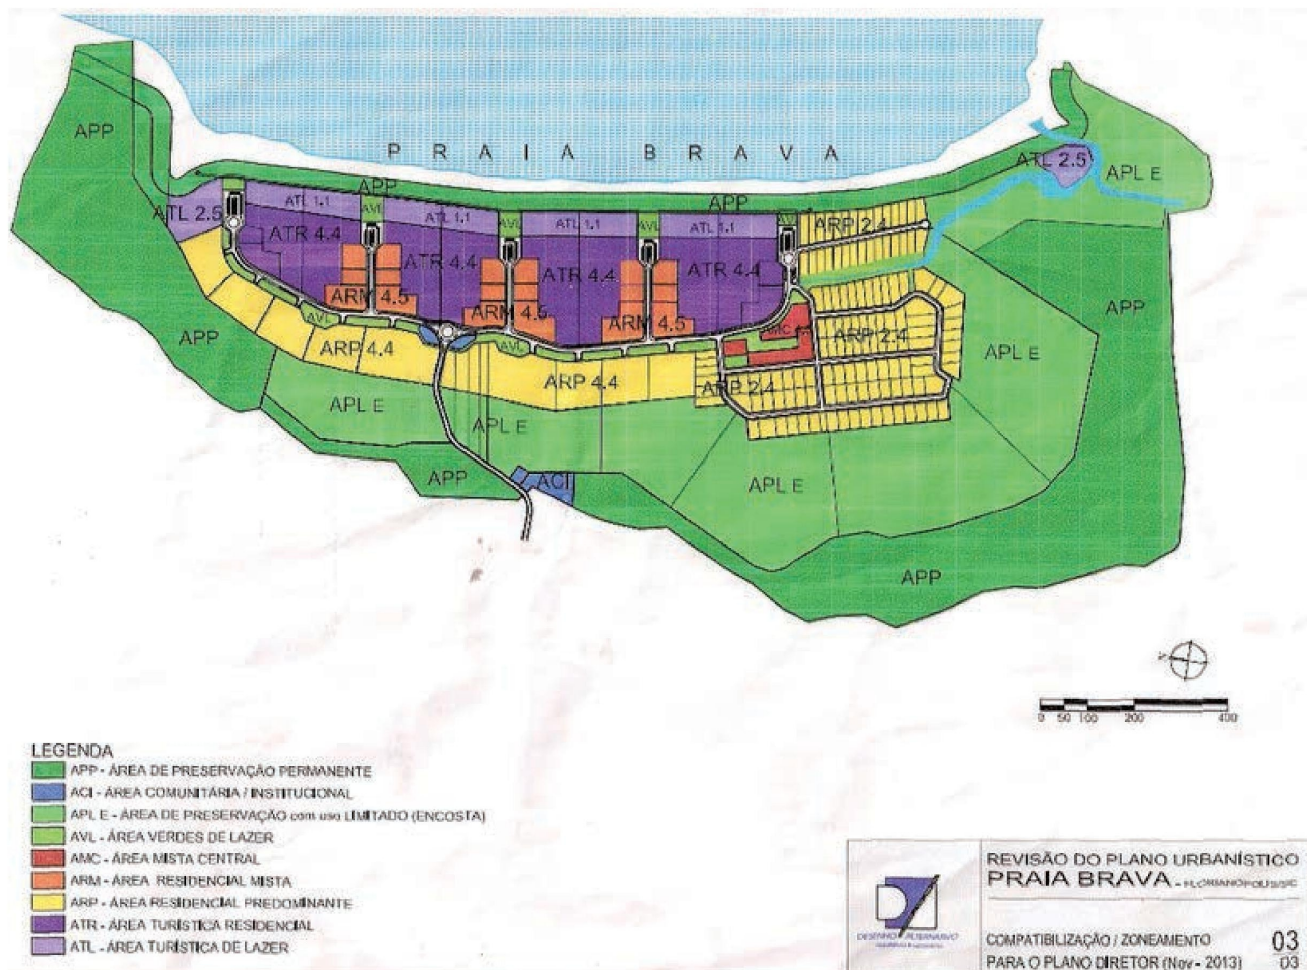 P R A I A B R A V A
APP
ATL 2.5
APL E
APP
ATL 2.5
APP
ATL 1.1
AVL
ATL 1.1
AVL
ATL 1.1
AVL
ATL 1.1
APP
AVL
ARP 2.4
ATR 4.4
ATR 4.4
ATR 4.4
ATR 4.4
ARM 4.5
ARM 4.5
ARM 4.5
AVL
APP
ARP 4.4
AVL
ARP 4.4
AMC
ARP 2.4
ARP 2.4
APL E
APP
APL E
APL E
APP
ACI
APL E
APP
0 50 100 200 400
LEGENDA
APP - ÁREA DE PRESERVAÇÃO PERMANENTE
ACI - ÁREA COMUNITÁRIA / INSTITUCIONAL
APL E - ÁREA DE PRESERVAÇÃO com uso LIMITADO (ENCOSTA)
AVL - ÁREA VERDES DE LAZER
AMC - ÁREA MISTA CENTRAL
ARM - ÁREA RESIDENCIAL MISTA
ARP - ÁREA RESIDENCIAL PREDOMINANTE
ATR - ÁREA TURÍSTICA RESIDENCIAL
ATL - ÁREA TURÍSTICA DE LAZER
DESENHO ALTERNATIVO
REVISÃO DO PLANO URBANÍSTICO
PRAIA BRAVA - FLORIANÓPOLIS/SC
COMPATIBILIZAÇÃO / ZONEAMENTO 03
PARA O PLANO DIRETOR (Nov - 2013) 03